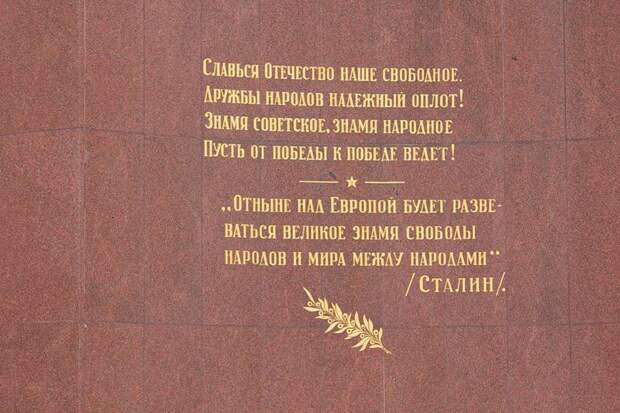 Славься Отечество наше свободное.
Дружбы народов надежный оплот!
Знамя советское, знамя народное
Пусть от победы к победе ведет!
„Отныне над Европой будет разве-
ваться великое знамя свободы
народов и мира между народами“
/Сталин/.